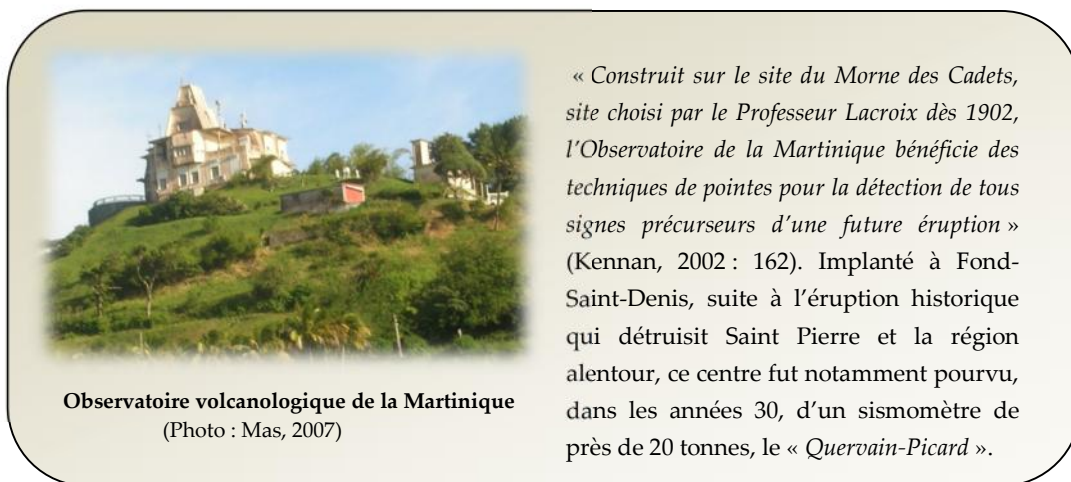 « Construit sur le site du Morne des Cadets,
site choisi par le Professeur Lacroix dès 1902,
l'Observatoire de la Martinique bénéficie des
techniques de pointes pour la détection de tous
signes précurseurs d'une future éruption »
(Kennan, 2002 : 162). Implanté à Fond-
Saint-Denis, suite à l'éruption historique
qui détruisit Saint Pierre et la région
alentour, ce centre fut notamment pourvu,
dans les années 30, d'un sismomètre de
près de 20 tonnes, le « Quervain-Picard ».
Observatoire volcanologique de la Martinique
(Photo : Mas, 2007)